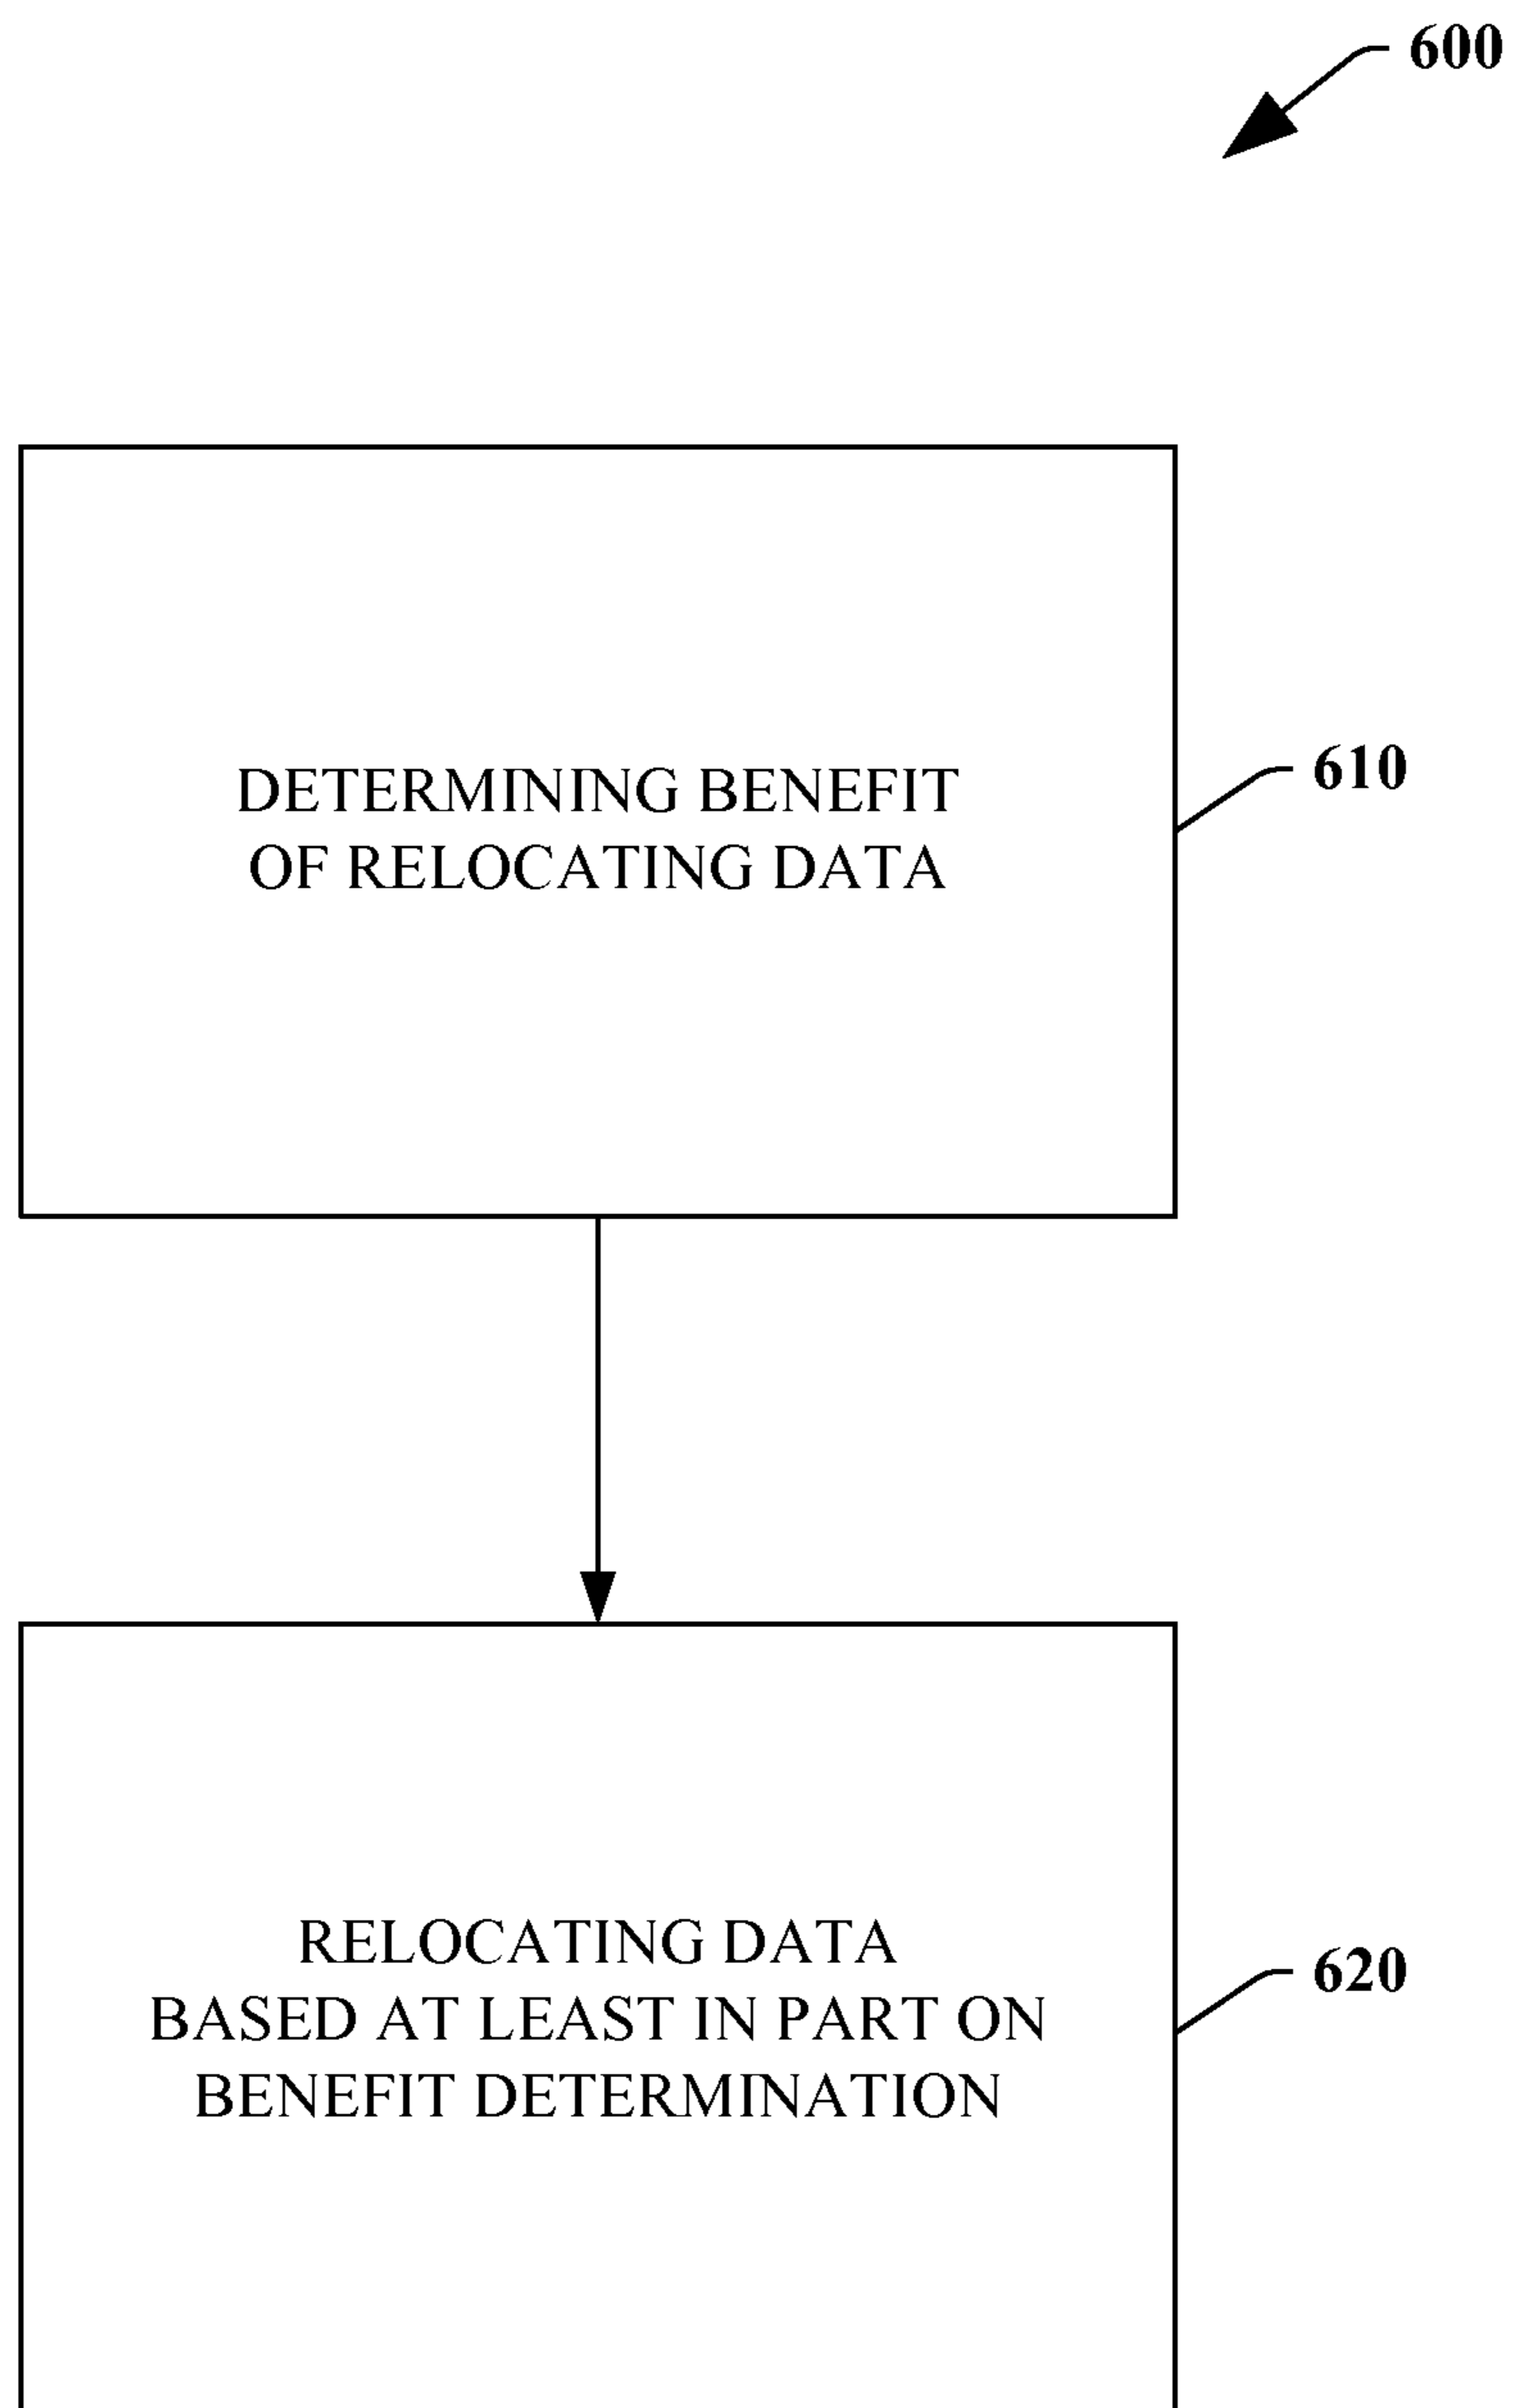 600
DETERMINING BENEFIT
OF RELOCATING DATA
610
RELOCATING DATA
BASED AT LEAST IN PART ON
BENEFIT DETERMINATION
620